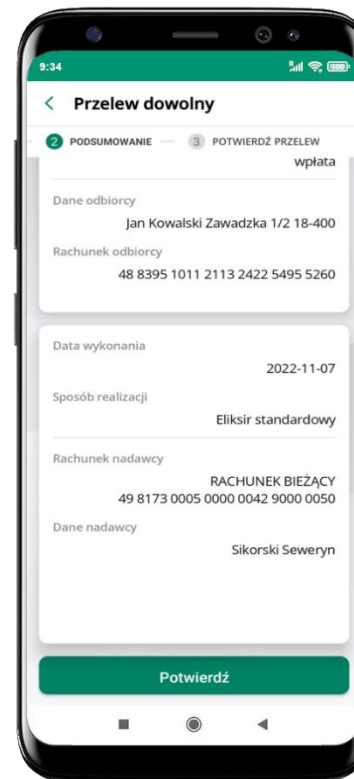 9:34
Przelew dowolny
2 PODSUMOWANIE 3 POTWIERDŹ PRZELEW
wpłata
Dane odbiorcy
Jan Kowalski Zawadzka 1/2 18-400
Rachunek odbiorcy
48 8395 1011 2113 2422 5495 5260
Data wykonania
2022-11-07
Sposób realizacji
Eliksir standardowy
Rachunek nadawcy
RACHUNEK BIEŻĄCY
49 8173 0005 0000 0042 9000 0050
Dane nadawcy
Sikorski Seweryn
Potwierdź